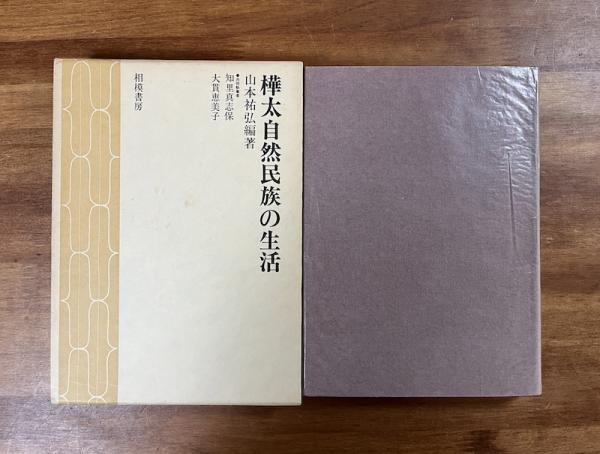 樺太自然民族の生活
山本祐弘編著
知里真志保
大貫恵美子
相模書房